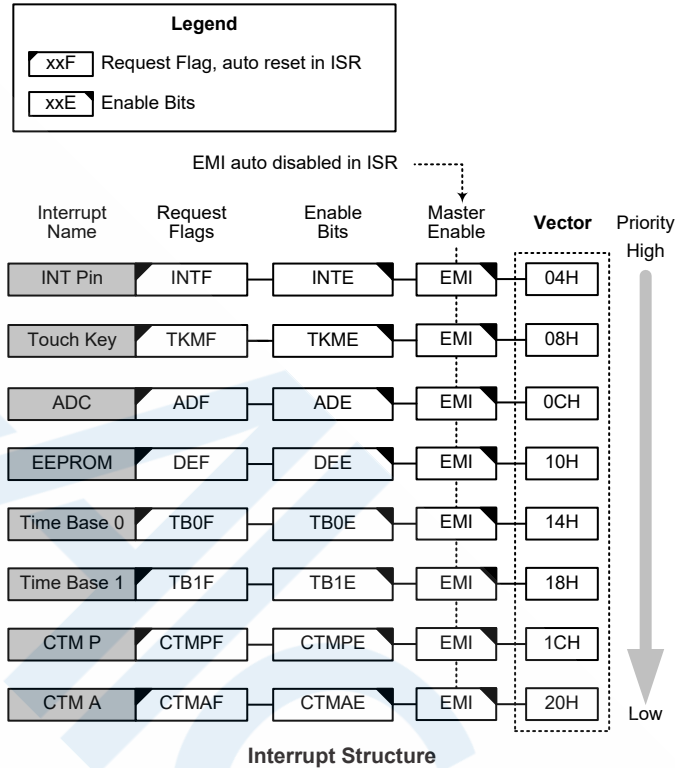 Legend
xxF Request Flag, auto reset in ISR
xxE Enable Bits
EMI auto disabled in ISR
Interrupt Name
Request Flags
Enable Bits
Master Enable
Vector
Priority
High
INT Pin INTF INTE EMI 04H
Touch Key TKMF TKME EMI 08H
ADC ADF ADE EMI 0CH
EEPROM DEF DEE EMI 10H
Time Base 0 TB0F TB0E EMI 14H
Time Base 1 TB1F TB1E EMI 18H
CTM P CTMPF CTMPE EMI 1CH
CTM A CTMAF CTMAE EMI 20H
Low
Interrupt Structure